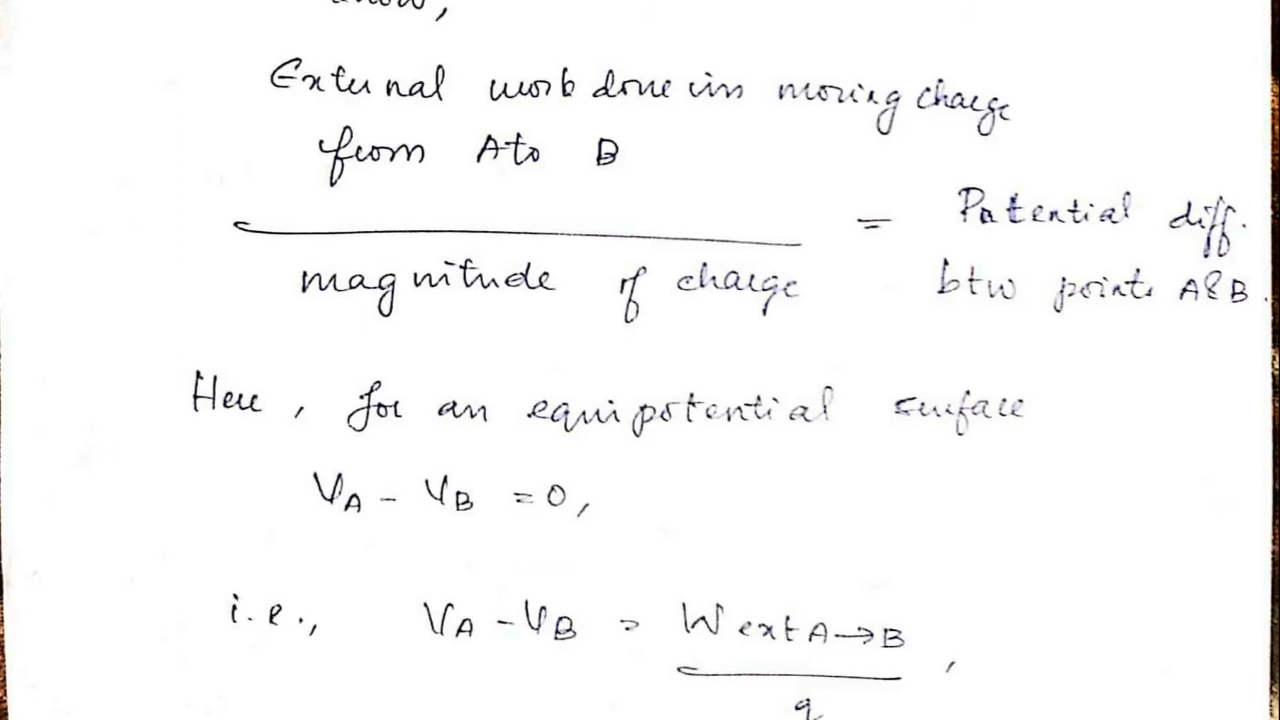 External work done in moving charge
from A to B
magnitude of charge
= Potential diff.
btw points A&B.
Here, for an equipotential surface
VA - VB = 0,
i.e., VA - VB = Wext A→B ,
q